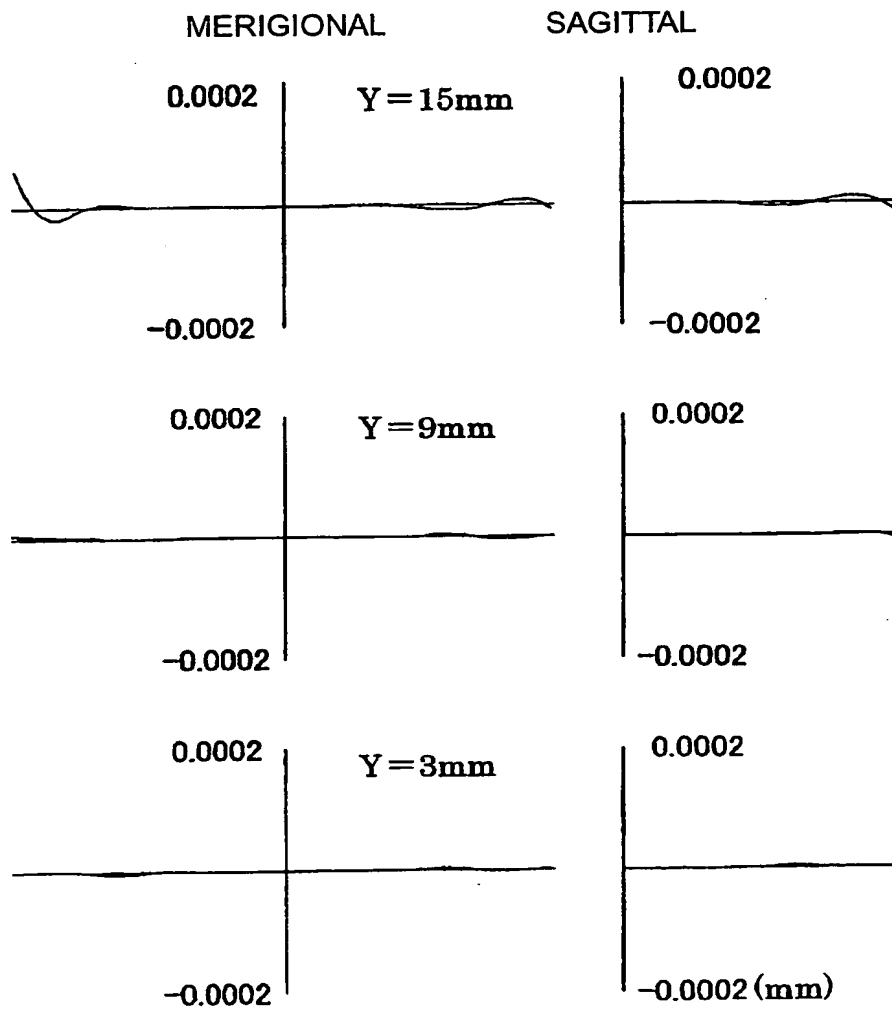 MERIGIONAL SAGITTAL
0.0002 Y=15mm 0.0002
-0.0002 -0.0002
0.0002 Y=9mm 0.0002
-0.0002 -0.0002
0.0002 Y=3mm 0.0002
-0.0002 -0.0002 (mm)